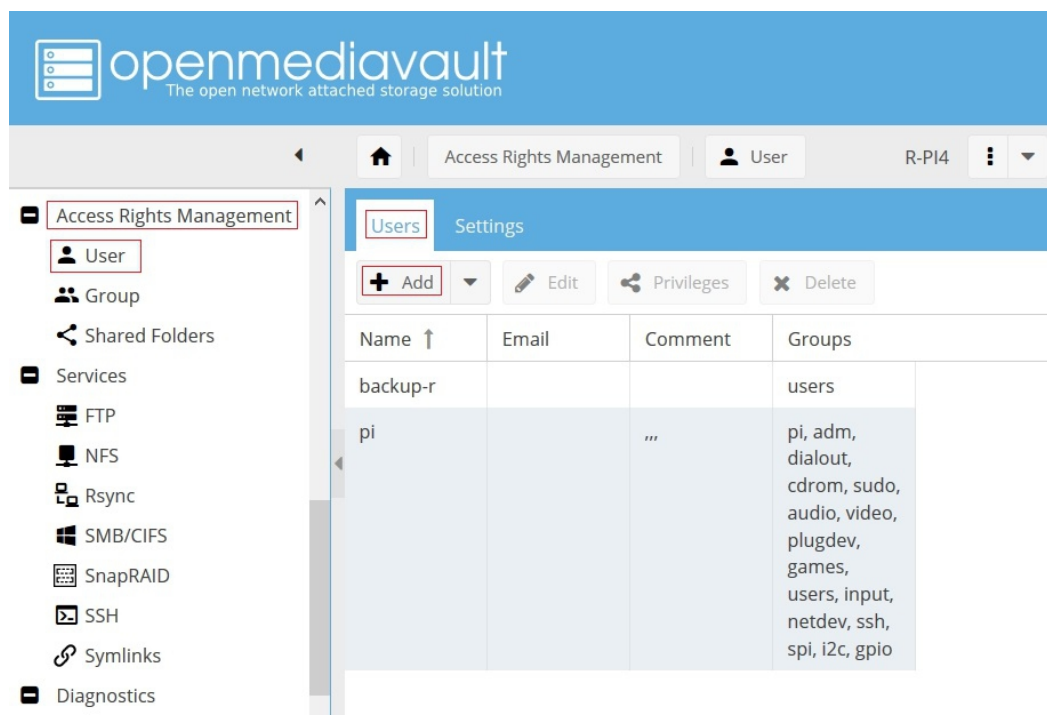 openmediavault
The open network attached storage solution
Access Rights Management
User
R-PI4
Access Rights Management
User
Group
Shared Folders
Services
FTP
NFS
Rsync
SMB/CIFS
SnapRAID
SSH
Symlinks
Diagnostics
Users
Settings
Add
Edit
Privileges
Delete
Name
Email
Comment
Groups
backup-r
users
pi
,,,
pi, adm,
dialout,
cdrom, sudo,
audio, video,
plugdev,
games,
users, input,
netdev, ssh,
spi, i2c, gpio